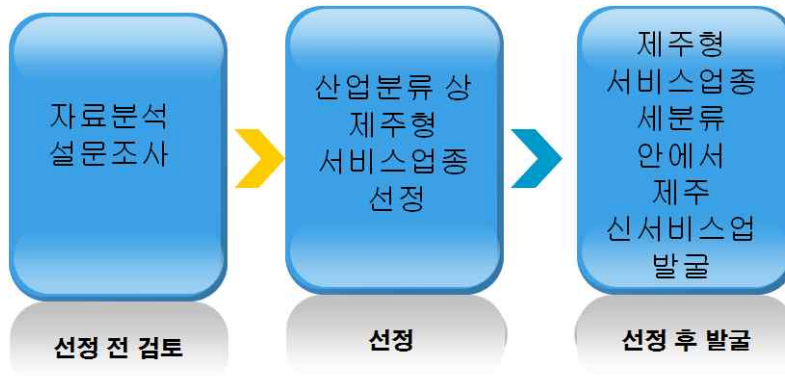 자료분석
설문조사
선정 전 검토
산업분류 상
제주형
서비스업종
선정
선정
제주형
서비스업종
세분류
안에서
제주
신서비스업
발굴
선정 후 발굴